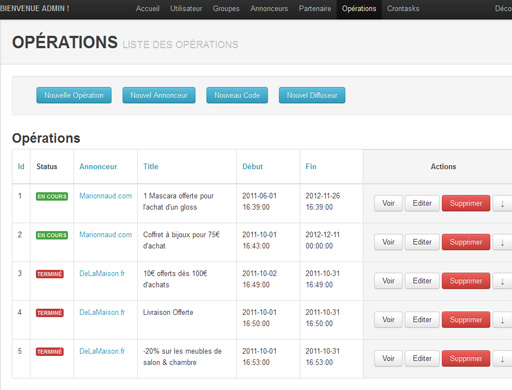 BIENVENUE ADMIN ! Accueil Utilisateur Groupes Annonceurs Partenaire Opérations Crontasks Déco
OPÉRATIONS LISTE DES OPÉRATIONS
Nouvelle Opération Nouvel Annonceur Nouveau Code Nouvel Diffuseur
Opérations
Id Status Annonceur Title Début Fin Actions
1 EN COURS Marionnaud.com 1 Mascara offerte pour l'achat d'un gloss 2011-06-01 16:39:00 2012-11-26 16:39:00 Voir Editer Supprimer ↓
2 EN COURS Marionnaud.com Coffret à bijoux pour 75€ d'achat 2011-10-01 16:43:00 2012-12-11 00:00:00 Voir Editer Supprimer ↓
3 TERMINÉ DeLaMaison.fr 10€ offerts dès 100€ d'achats 2011-10-02 16:49:00 2011-10-31 16:49:00 Voir Editer Supprimer ↓
4 TERMINÉ DeLaMaison.fr Livraison Offerte 2011-10-01 16:50:00 2011-10-31 16:50:00 Voir Editer Supprimer ↓
5 TERMINÉ DeLaMaison.fr -20% sur les meubles de salon & chambre 2011-10-01 16:53:00 2011-10-31 16:53:00 Voir Editer Supprimer ↓